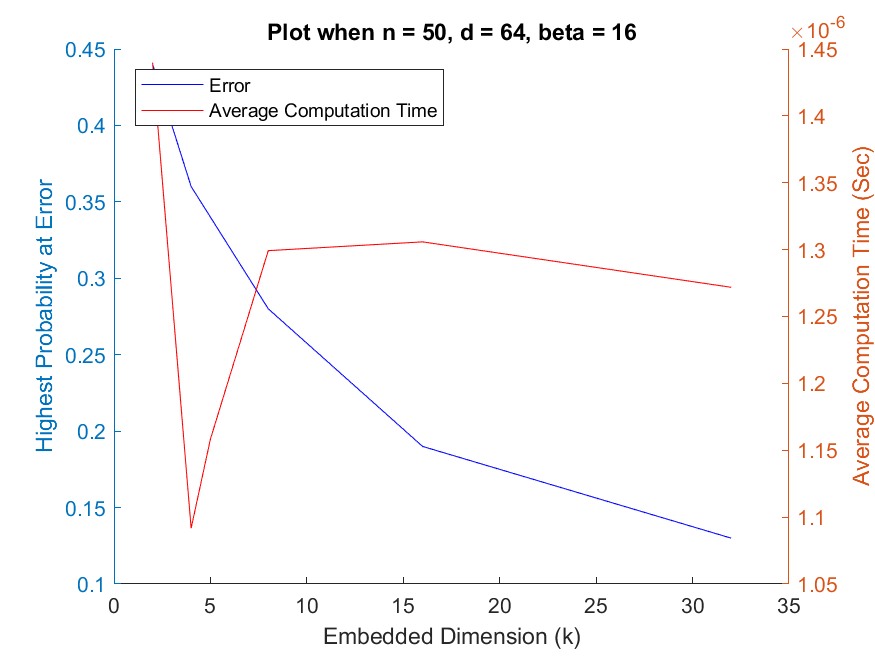 Plot when n = 50, d = 64, beta = 16
×10-6
Error
Average Computation Time
0.45
0.4
0.35
0.3
0.25
0.2
0.15
0.1
Highest Probability at Error
1.45
1.4
1.35
1.3
1.25
1.2
1.15
1.1
1.05
Average Computation Time (Sec)
0 5 10 15 20 25 30 35
Embedded Dimension (k)